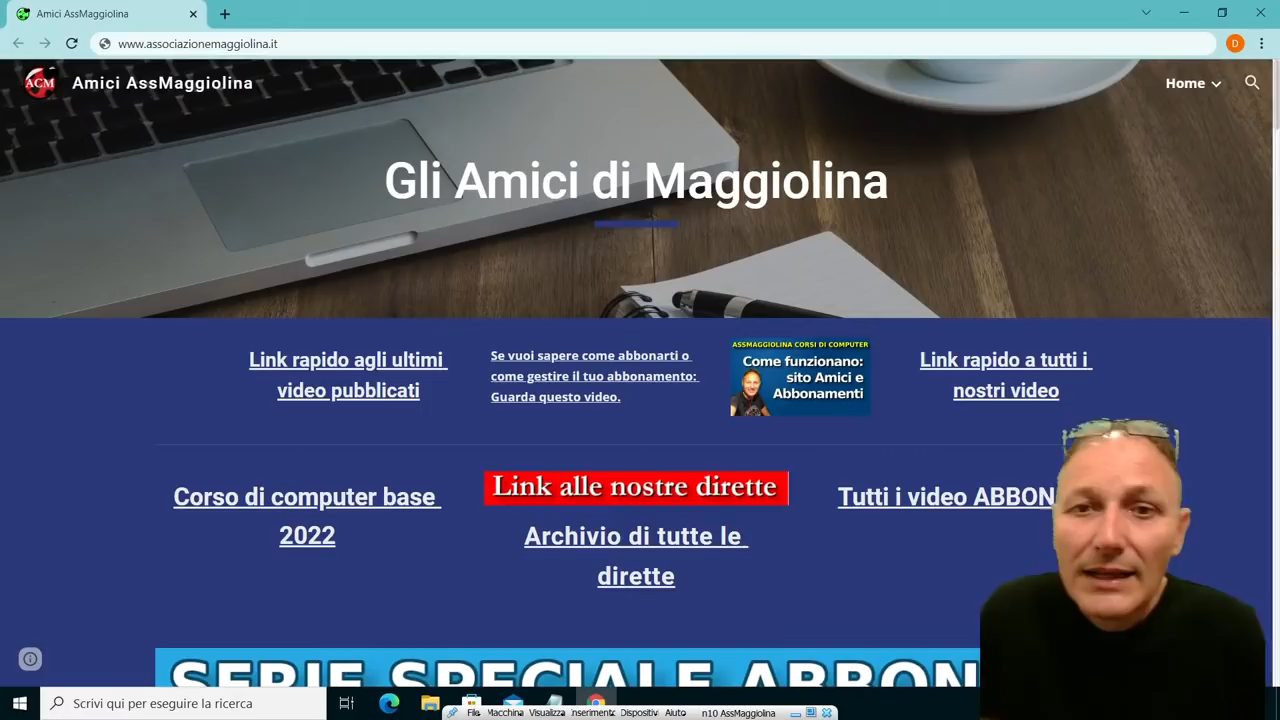 Amici AssMaggiolina
www.associazionemaggiolina.it
D
ACM
Amici AssMaggiolina
Home
Gli Amici di Maggiolina
Link rapido agli ultimi
video pubblicati
Se vuoi sapere come abbonarti o
come gestire il tuo abbonamento:
Guarda questo video.
ASSMAGGIOLINA CORSI DI COMPUTER
Come funzionano:
sito Amici e
Abbonamenti
Link rapido a tutti i
nostri video
Corso di computer base
2022
Link alle nostre dirette
Archivio di tutte le
dirette
Tutti i video ABBON
SERIE SPECIALE ABBON
Scrivi qui per eseguire la ricerca
File Macchina Visualizza Inserimento Dispositivi Aiuto n10 AssMaggiolina